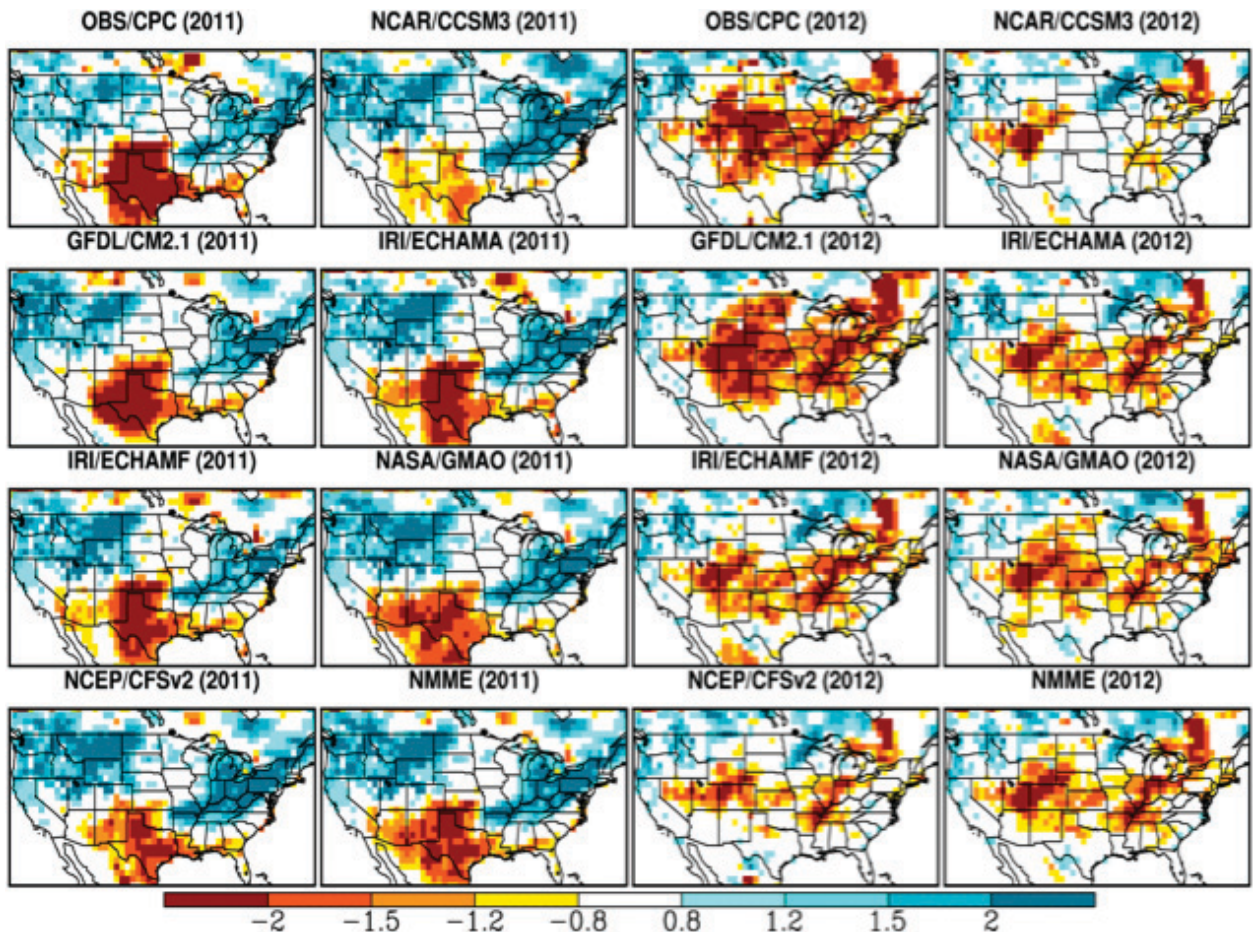 OBS/CPC (2011) NCAR/CCSM3 (2011) OBS/CPC (2012) NCAR/CCSM3 (2012)
GFDL/CM2.1 (2011) IRI/ECHAMA (2011) GFDL/CM2.1 (2012) IRI/ECHAMA (2012)
IRI/ECHAMF (2011) NASA/GMAO (2011) IRI/ECHAMF (2012) NASA/GMAO (2012)
NCEP/CFSv2 (2011) NMME (2011) NCEP/CFSv2 (2012) NMME (2012)
-2 -1.5 -1.2 -0.8 0.8 1.2 1.5 2